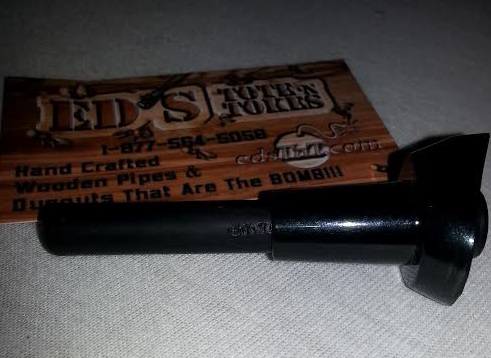 ED'S TOTE-N TOKES
1-877-564-5058
Hand Crafted
Wooden Pipes &
Dugouts That Are The BOMB!!!